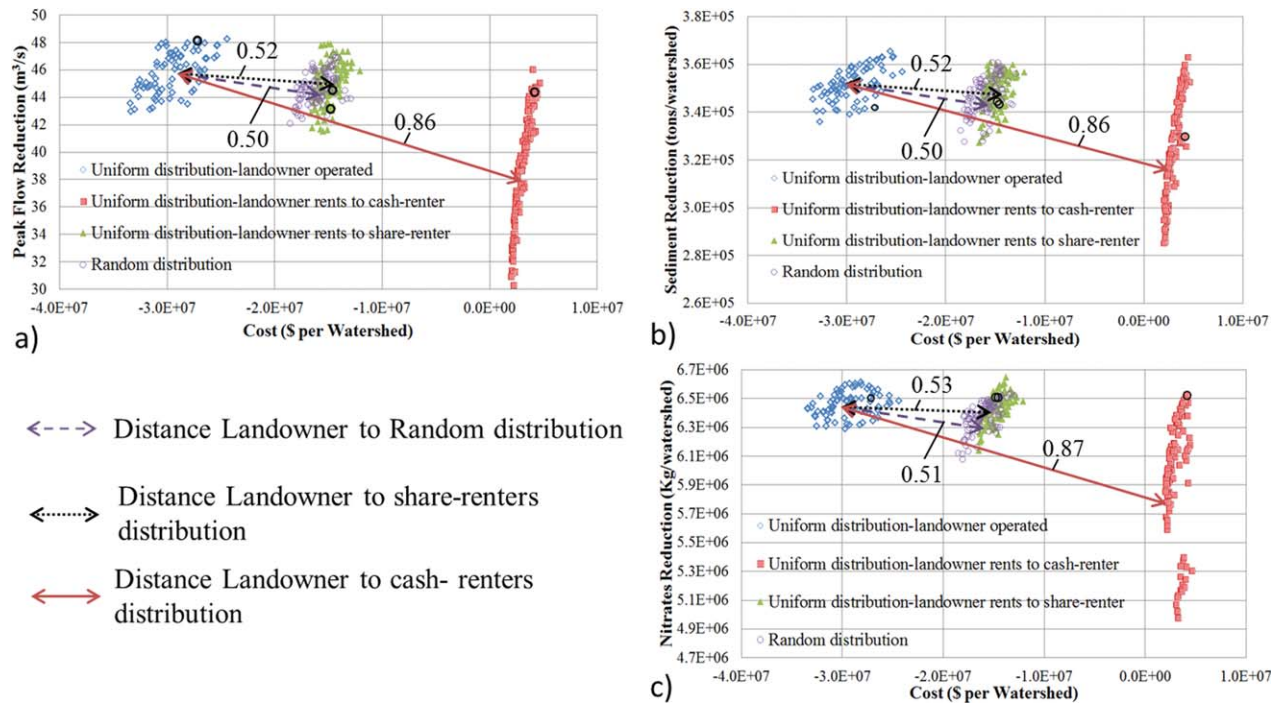 50
48
46
44
42
40
38
36
34
32
30
Peak Flow Reduction (m³/s)
0.52
0.50
0.86
Uniform distribution-landowner operated
Uniform distribution-landowner rents to cash-renter
Uniform distribution-landowner rents to share-renter
Random distribution
-4.0E+07 -3.0E+07 -2.0E+07 -1.0E+07 0.0E+00 1.0E+07
Cost ($ per Watershed)
a)
3.8E+05
3.6E+05
3.4E+05
3.2E+05
3.0E+05
2.8E+05
2.6E+05
Sediment Reduction (tons/watershed)
0.52
0.50
0.86
Uniform distribution-landowner operated
Uniform distribution-landowner rents to cash-renter
Uniform distribution-landowner rents to share-renter
Random distribution
-4.0E+07 -3.0E+07 -2.0E+07 -1.0E+07 0.0E+00 1.0E+07
Cost ($ per Watershed)
b)
Distance Landowner to Random distribution
Distance Landowner to share-renters
distribution
Distance Landowner to cash- renters
distribution
6.7E+06
6.5E+06
6.3E+06
6.1E+06
5.9E+06
5.7E+06
5.5E+06
5.3E+06
5.1E+06
4.9E+06
4.7E+06
Nitrates Reduction (Kg/watershed)
0.53
0.51
0.87
Uniform distribution-landowner operated
Uniform distribution-landowner rents to cash-renter
Uniform distribution-landowner rents to share-renter
Random distribution
-4.0E+07 -3.0E+07 -2.0E+07 -1.0E+07 0.0E+00 1.0E+07
Cost ($ per Watershed)
c)